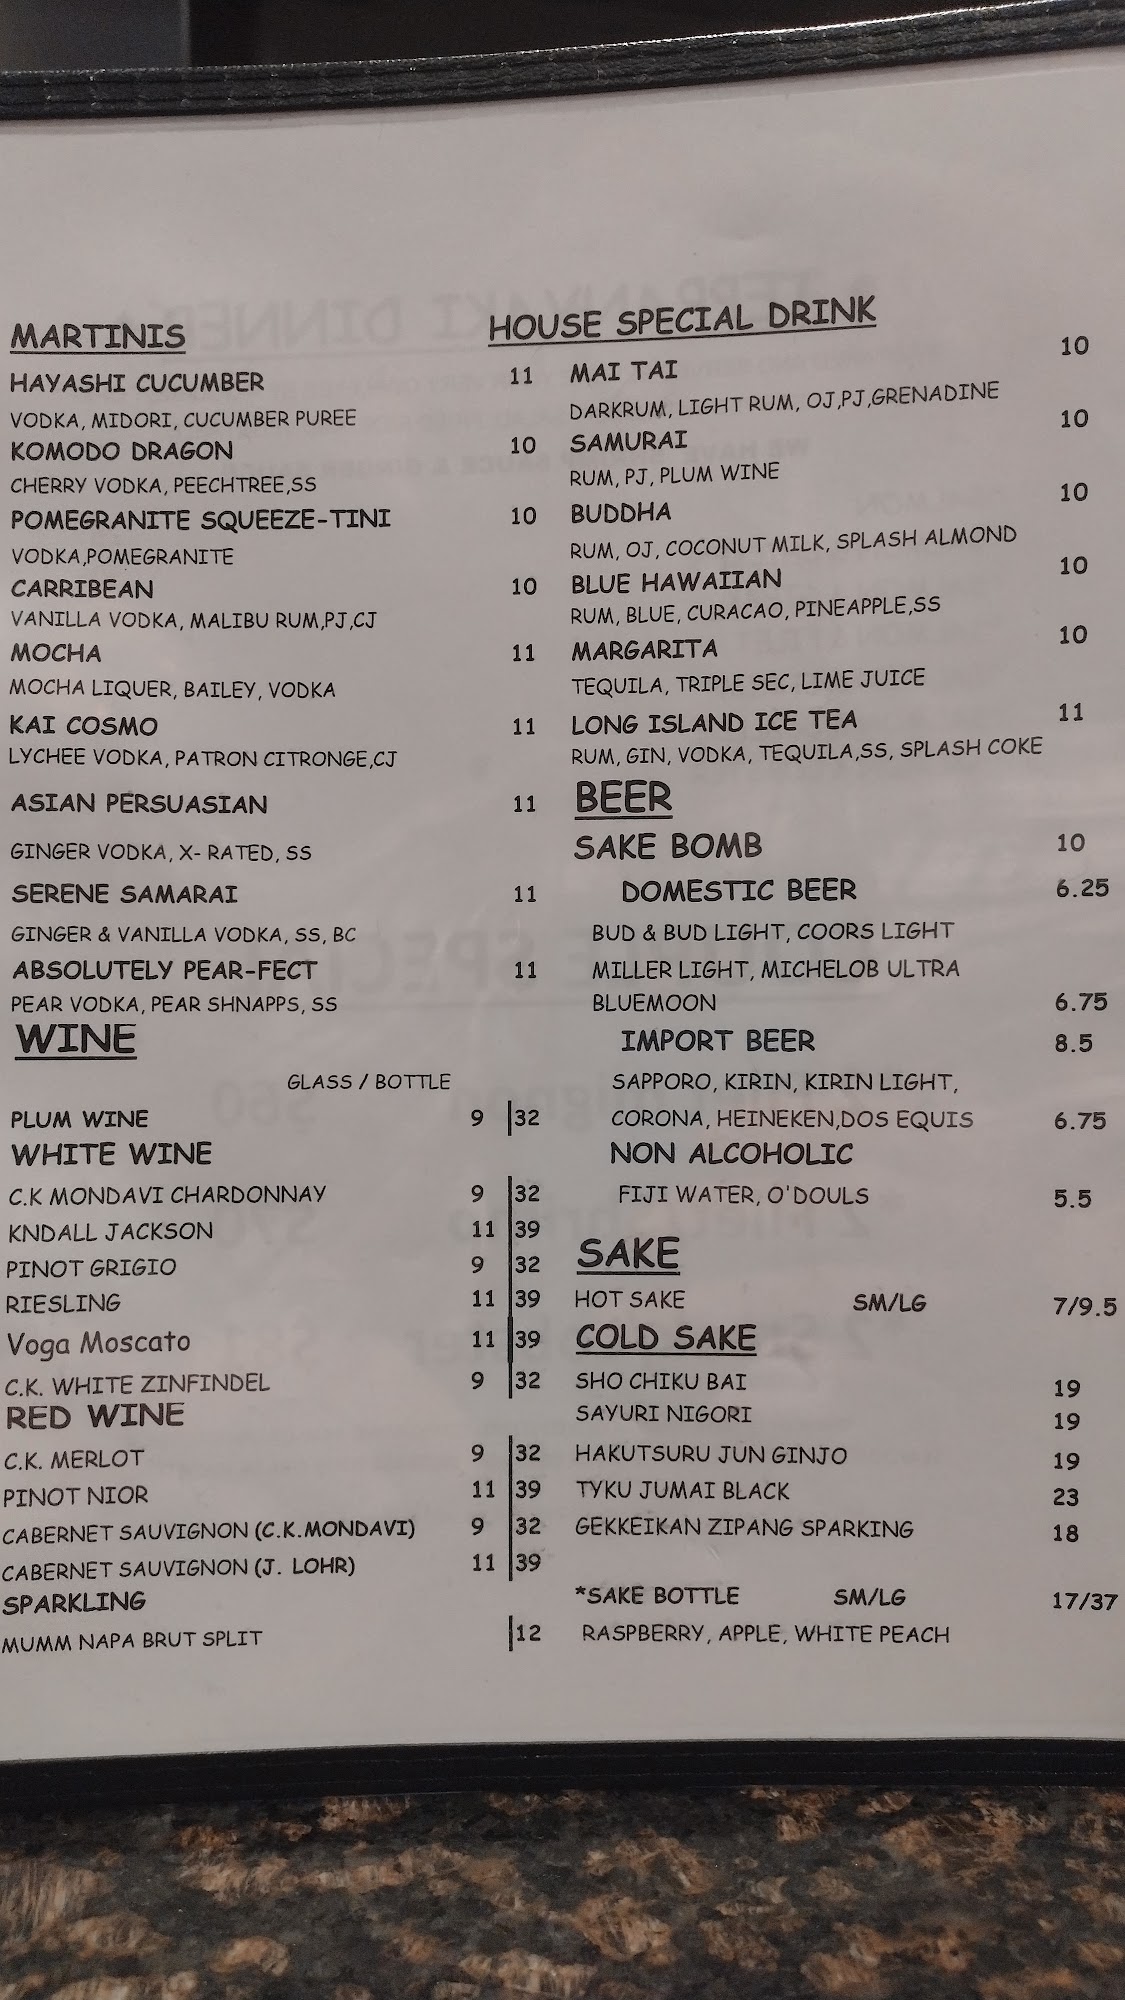 MARTINIS
HAYASHI CUCUMBER 11
VODKA, MIDORI, CUCUMBER PUREE
KOMODO DRAGON 10
CHERRY VODKA, PEECHTREE,SS
POMEGRANITE SQUEEZE-TINI 10
VODKA,POMEGRANITE
CARRIBEAN 10
VANILLA VODKA, MALIBU RUM,PJ,CJ
MOCHA 11
MOCHA LIQUER, BAILEY, VODKA
KAI COSMO 11
LYCHEE VODKA, PATRON CITRONGE,CJ
ASIAN PERSUASIAN 11
GINGER VODKA, X- RATED, SS
SERENE SAMARAI 11
GINGER & VANILLA VODKA, SS, BC
ABSOLUTELY PEAR-FECT 11
PEAR VODKA, PEAR SHNAPPS, SS
WINE
GLASS / BOTTLE
PLUM WINE 9 |32
WHITE WINE
C.K MONDAVI CHARDONNAY 9 |32
KNDALL JACKSON 11 |39
PINOT GRIGIO 9 |32
RIESLING 11 |39
Voga Moscato 11 |39
C.K. WHITE ZINFINDEL 9 |32
RED WINE
C.K. MERLOT 9 |32
PINOT NIOR 11 |39
CABERNET SAUVIGNON (C.K.MONDAVI) 9 |32
CABERNET SAUVIGNON (J. LOHR) 11 |39
SPARKLING
MUMM NAPA BRUT SPLIT |12
HOUSE SPECIAL DRINK
MAI TAI 10
DARKRUM, LIGHT RUM, OJ,PJ,GRENADINE
SAMURAI 10
RUM, PJ, PLUM WINE
BUDDHA 10
RUM, OJ, COCONUT MILK, SPLASH ALMOND
BLUE HAWAIIAN 10
RUM, BLUE, CURACAO, PINEAPPLE,SS
MARGARITA 10
TEQUILA, TRIPLE SEC, LIME JUICE
LONG ISLAND ICE TEA 11
RUM, GIN, VODKA, TEQUILA,SS, SPLASH COKE
BEER
SAKE BOMB 10
DOMESTIC BEER 6.25
BUD & BUD LIGHT, COORS LIGHT
MILLER LIGHT, MICHELOB ULTRA
BLUEMOON 6.75
IMPORT BEER 8.5
SAPPORO, KIRIN, KIRIN LIGHT,
CORONA, HEINEKEN,DOS EQUIS 6.75
NON ALCOHOLIC
FIJI WATER, O'DOULS 5.5
SAKE
HOT SAKE SM/LG 7/9.5
COLD SAKE
SHO CHIKU BAI 19
SAYURI NIGORI 19
HAKUTSURU JUN GINJO 19
TYKU JUMAI BLACK 23
GEKKEIKAN ZIPANG SPARKING 18
*SAKE BOTTLE SM/LG 17/37
RASPBERRY, APPLE, WHITE PEACH